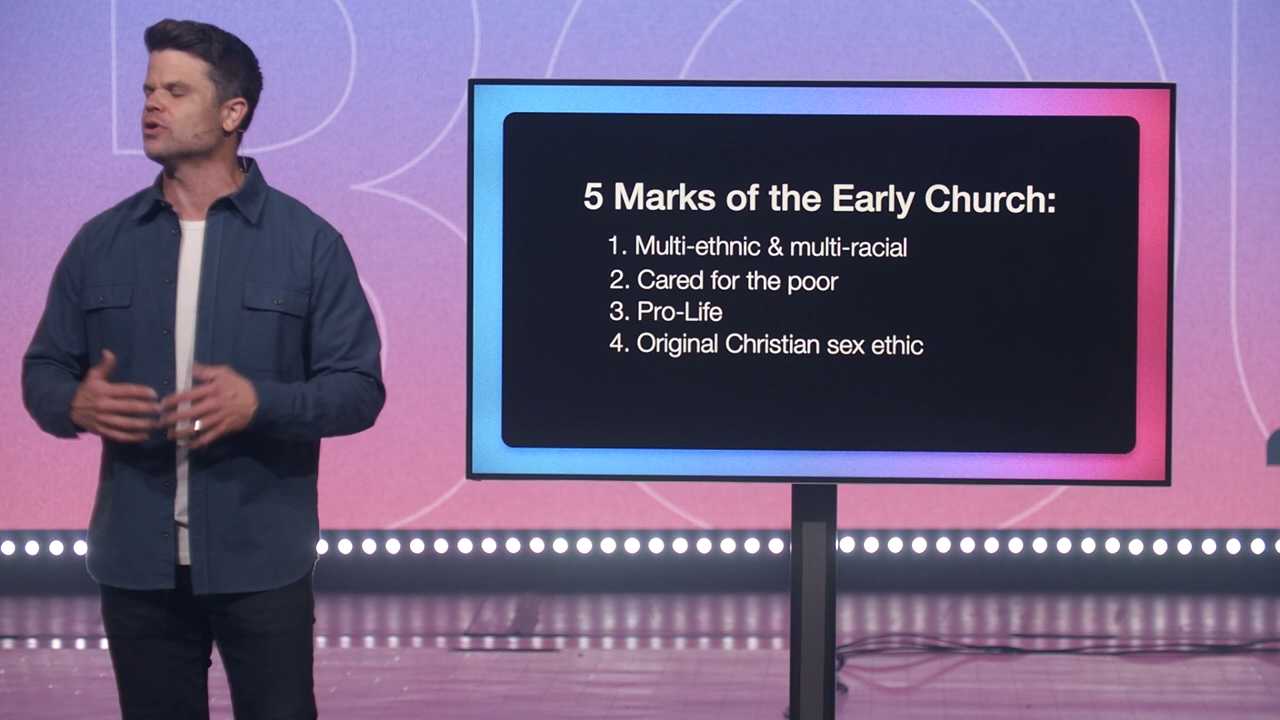 5 Marks of the Early Church:
1. Multi-ethnic & multi-racial
2. Cared for the poor
3. Pro-Life
4. Original Christian sex ethic